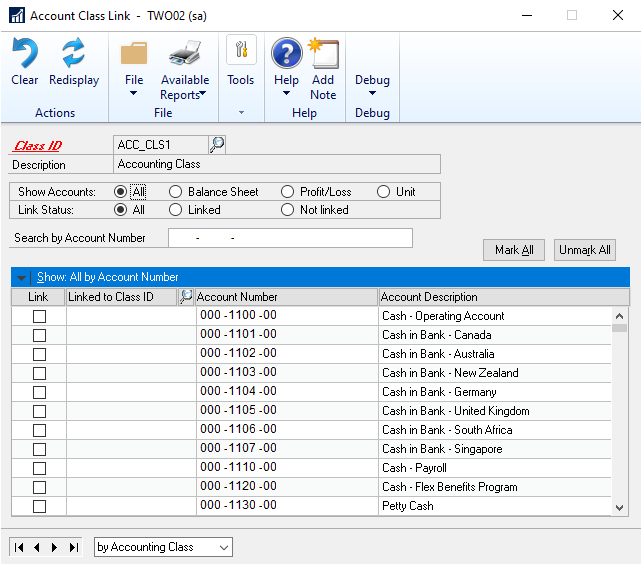 Account Class Link - TWO02 (sa)
Clear Redisplay File Available Reports Tools Help Add Note Debug
Actions File Help Debug
Class ID ACC_CLS1
Description Accounting Class
Show Accounts: All Balance Sheet Profit/Loss Unit
Link Status: All Linked Not linked
Search by Account Number - -
Mark All Unmark All
Show: All by Account Number
Link Linked to Class ID Account Number Account Description
000 -1100 -00 Cash - Operating Account
000 -1101 -00 Cash in Bank - Canada
000 -1102 -00 Cash in Bank - Australia
000 -1103 -00 Cash in Bank - New Zealand
000 -1104 -00 Cash in Bank - Germany
000 -1105 -00 Cash in Bank - United Kingdom
000 -1106 -00 Cash in Bank - South Africa
000 -1107 -00 Cash in Bank - Singapore
000 -1110 -00 Cash - Payroll
000 -1120 -00 Cash - Flex Benefits Program
000 -1130 -00 Petty Cash
by Accounting Class